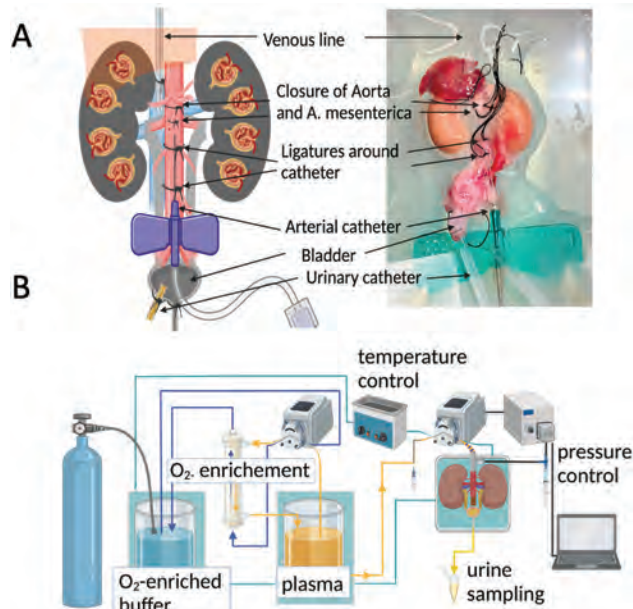 A
Venous line
Closure of Aorta
and A. mesenterica
Ligatures around
catheter
Arterial catheter
Bladder
Urinary catheter
B
temperature
control
O₂- enrichement
pressure
control
O₂-enriched
buffer
plasma
urine
sampling